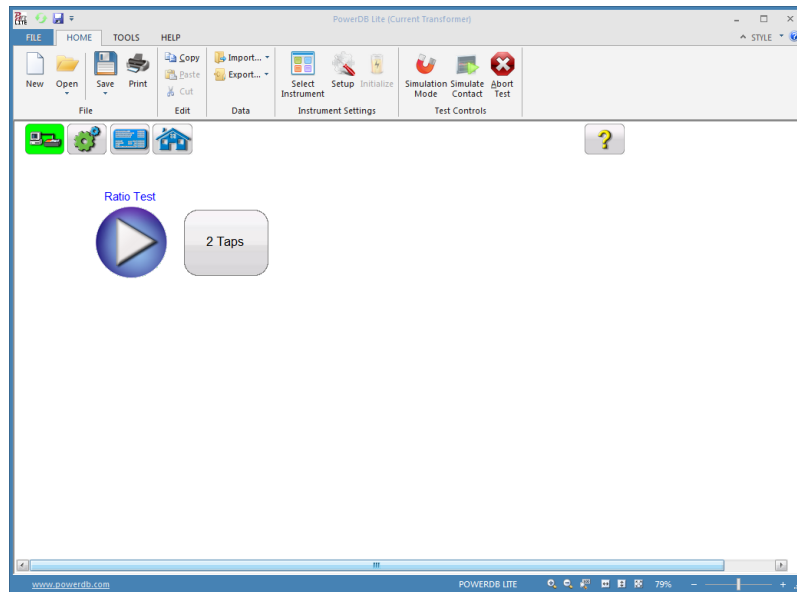 PowerDB Lite (Current Transformer)
FILE HOME TOOLS HELP STYLE
New Open Save Print
Copy
Paste
Cut
Import...
Export...
Select Instrument
Setup Initialize
Simulation Mode
Simulate Contact
Abort Test
File Edit Data Instrument Settings Test Controls
?
Ratio Test
2 Taps
www.powerdb.com POWERDB LITE 79%